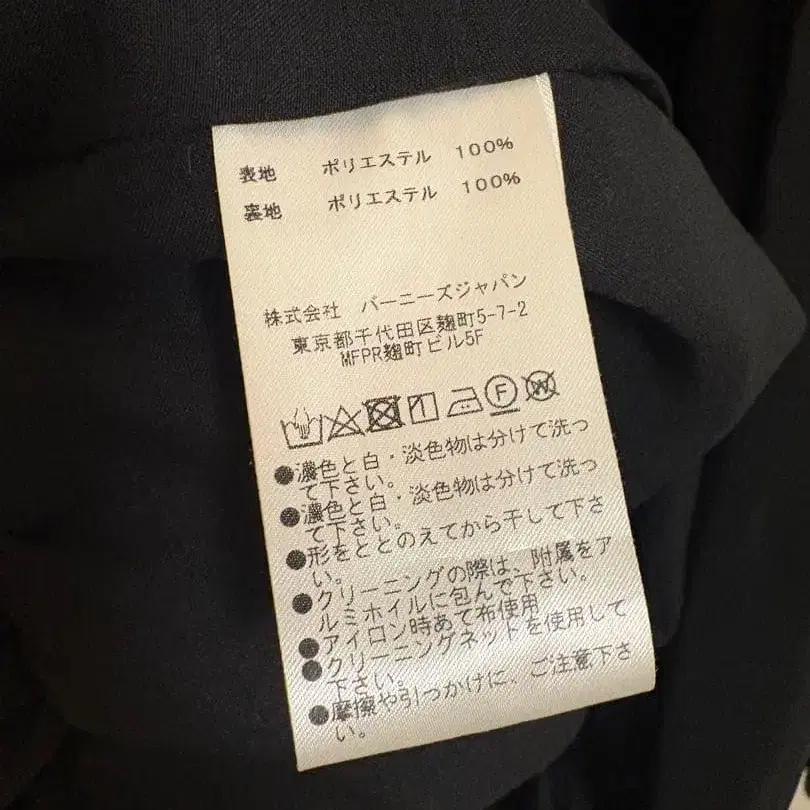 表地 ポリエステル 100%
裏地 ポリエステル 100%
株式会社 バーニーズジャパン
東京都千代田区麹町5-7-2
MFPR麹町ビル5F
F
W
●濃色と白・淡色物は分けて洗っ
て下さい。
●濃色と白・淡色物は分けて洗っ
て下さい。
●形をととのえてから干して下さ
い。
●クリーニングの際は、附属をア
ルミホイルに包んで下さい。
●アイロン時あて布使用
●クリーニングネットを使用して
下さい。
●摩擦や引っかけに、ご注意下さ
い。